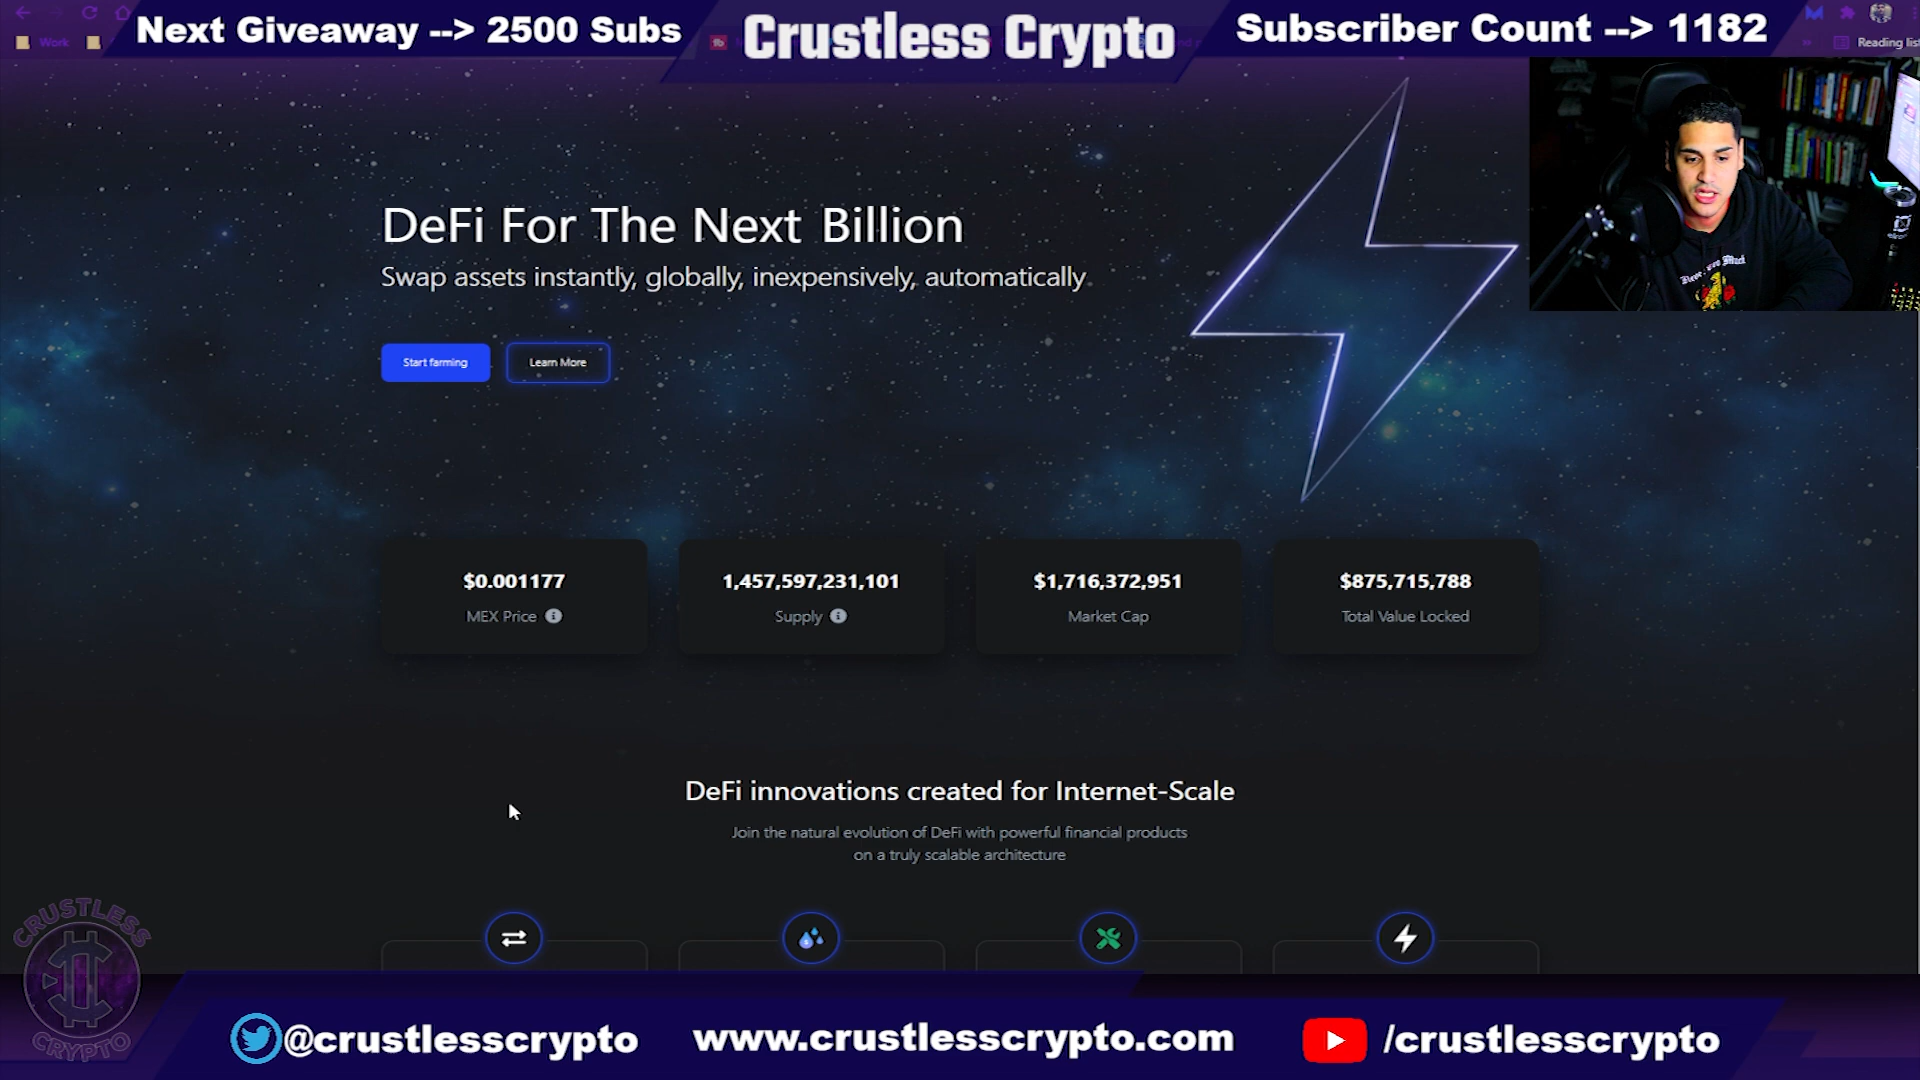 Next Giveaway --> 2500 Subs
Crustless Crypto
Subscriber Count --> 1182
Work
Reading list
DeFi For The Next Billion
Swap assets instantly, globally, inexpensively, automatically
Start farming
Learn More
$0.001177
MEX Price
1,457,597,231,101
Supply
$1,716,372,951
Market Cap
$875,715,788
Total Value Locked
DeFi innovations created for Internet-Scale
Join the natural evolution of DeFi with powerful financial products
on a truly scalable architecture
CRUSTLESS
CRYPTO
@crustlesscrypto
www.crustlesscrypto.com
/crustlesscrypto